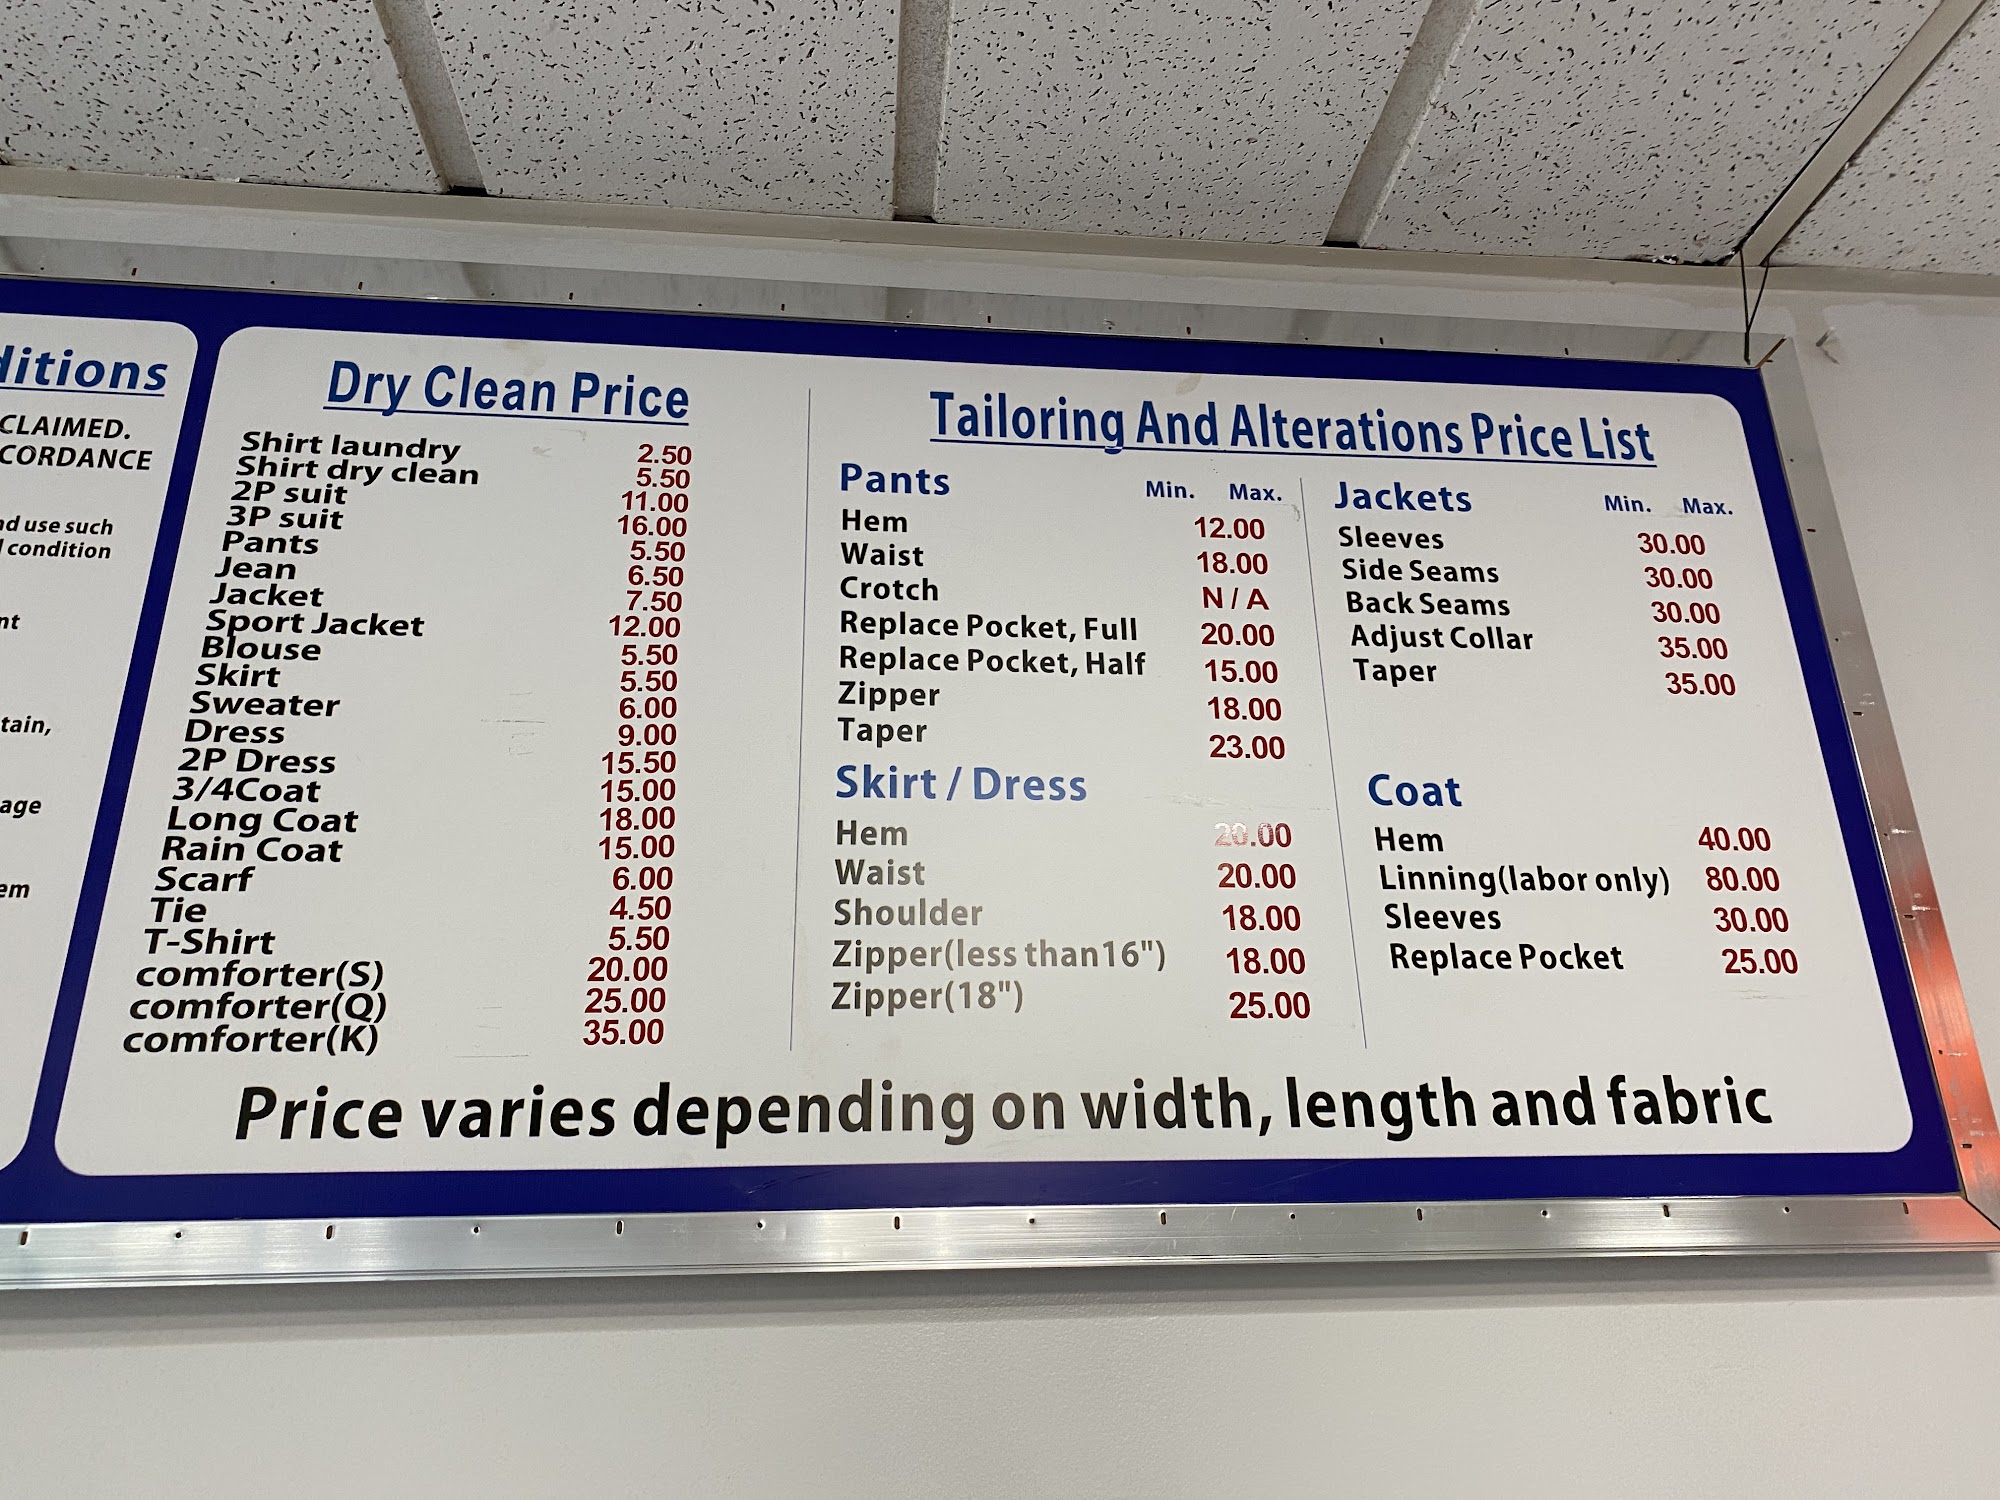 ditions
CLAIMED.
CORDANCE
nd use such
condition
nt
tain,
age
em
Dry Clean Price
Shirt laundry 2.50
Shirt dry clean 5.50
2P suit 11.00
3P suit 16.00
Pants 5.50
Jean 6.50
Jacket 7.50
Sport Jacket 12.00
Blouse 5.50
Skirt 5.50
Sweater 6.00
Dress 9.00
2P Dress 15.50
3/4Coat 15.00
Long Coat 18.00
Rain Coat 15.00
Scarf 6.00
Tie 4.50
T-Shirt 5.50
comforter(S) 20.00
comforter(Q) 25.00
comforter(K) 35.00
Tailoring And Alterations Price List
Pants Min. Max.
Hem 12.00
Waist 18.00
Crotch N / A
Replace Pocket, Full 20.00
Replace Pocket, Half 15.00
Zipper 18.00
Taper 23.00
Skirt / Dress
Hem 20.00
Waist 20.00
Shoulder 18.00
Zipper(less than16") 18.00
Zipper(18") 25.00
Jackets Min. Max.
Sleeves 30.00
Side Seams 30.00
Back Seams 30.00
Adjust Collar 35.00
Taper 35.00
Coat
Hem 40.00
Linning(labor only) 80.00
Sleeves 30.00
Replace Pocket 25.00
Price varies depending on width, length and fabric